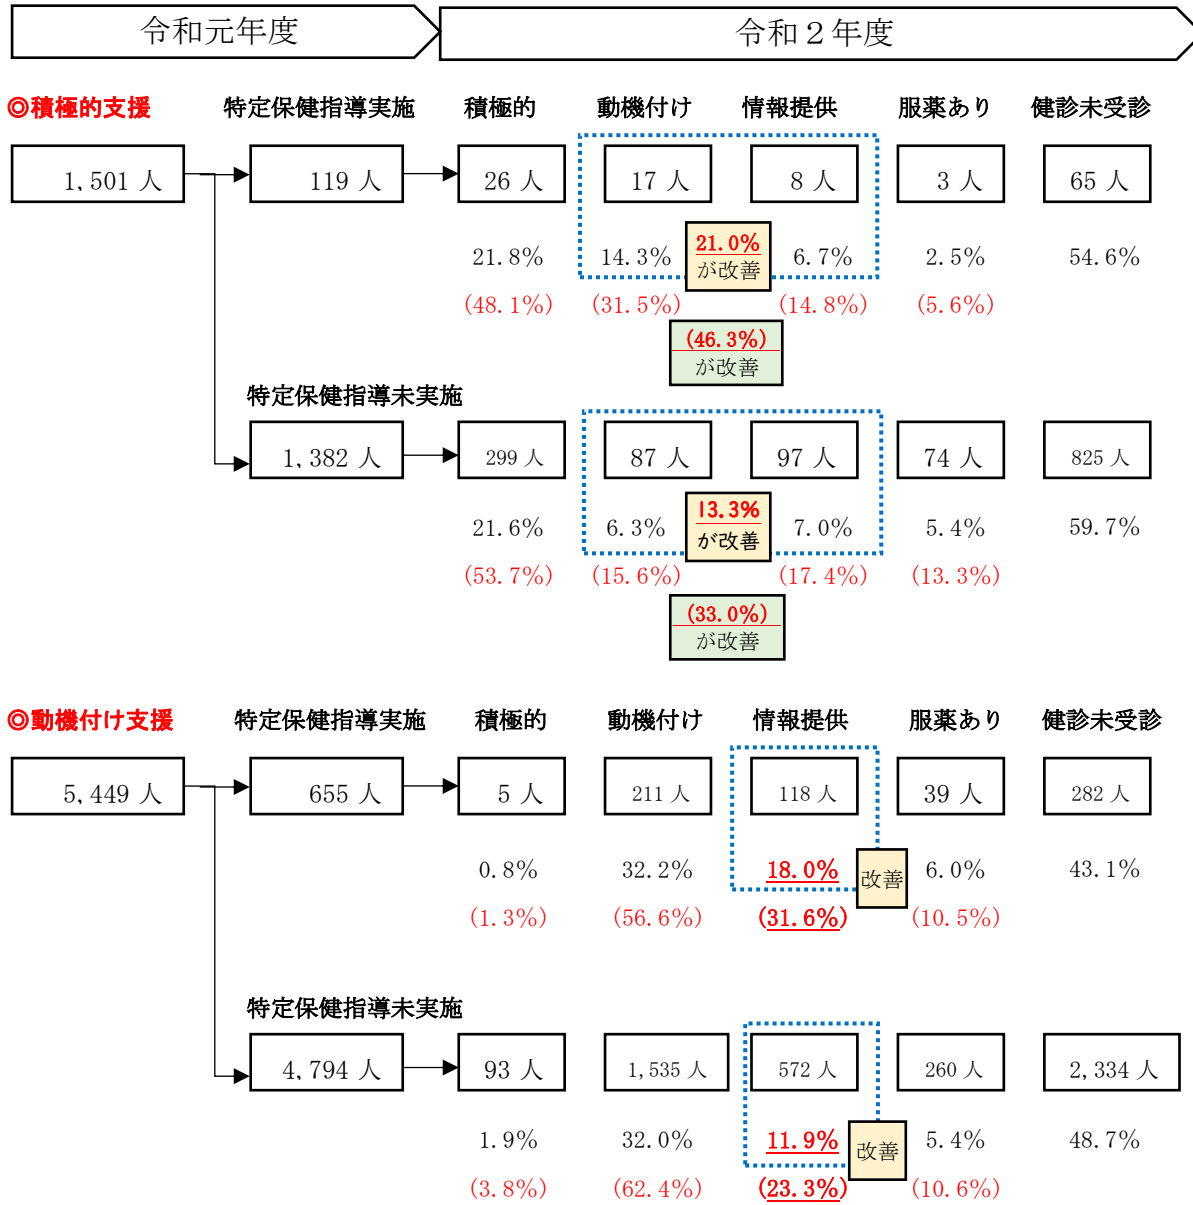 令和元年度
令和２年度
◎積極的支援 特定保健指導実施 積極的 動機付け 情報提供 服薬あり 健診未受診
1,501 人 119 人 26 人 17 人 8 人 3 人 65 人
21.8% 14.3% 21.0% 6.7% 2.5% 54.6%
が改善
(48.1%) (31.5%) (14.8%) (5.6%)
(46.3%)
が改善
特定保健指導未実施
1,382 人 299 人 87 人 97 人 74 人 825 人
21.6% 6.3% 13.3% 7.0% 5.4% 59.7%
が改善
(53.7%) (15.6%) (17.4%) (13.3%)
(33.0%)
が改善
◎動機付け支援 特定保健指導実施 積極的 動機付け 情報提供 服薬あり 健診未受診
5,449 人 655 人 5 人 211 人 118 人 39 人 282 人
0.8% 32.2% 18.0% 改善 6.0% 43.1%
(1.3%) (56.6%) (31.6%) (10.5%)
特定保健指導未実施
4,794 人 93 人 1,535 人 572 人 260 人 2,334 人
1.9% 32.0% 11.9% 改善 5.4% 48.7%
(3.8%) (62.4%) (23.3%) (10.6%)